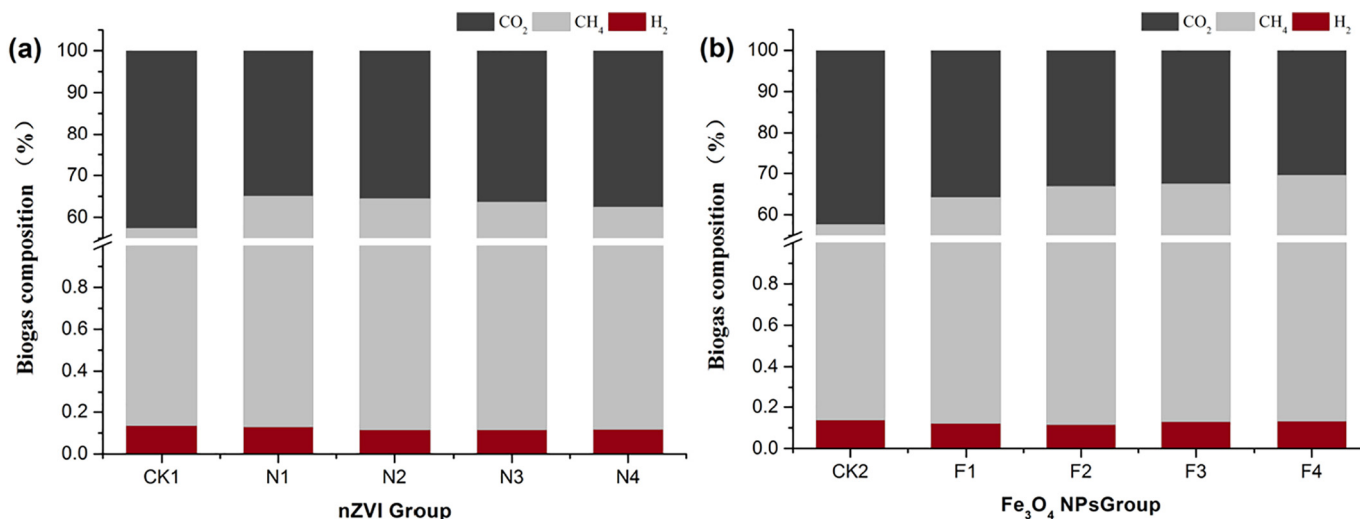 (a)
CO₂ CH₄ H₂
Biogas composition (%)
100
90
80
70
60
0.8
0.6
0.4
0.2
0.0
CK1 N1 N2 N3 N4
nZVI Group
(b)
CO₂ CH₄ H₂
Biogas composition (%)
100
90
80
70
60
0.8
0.6
0.4
0.2
0.0
CK2 F1 F2 F3 F4
Fe₃O₄ NPsGroup